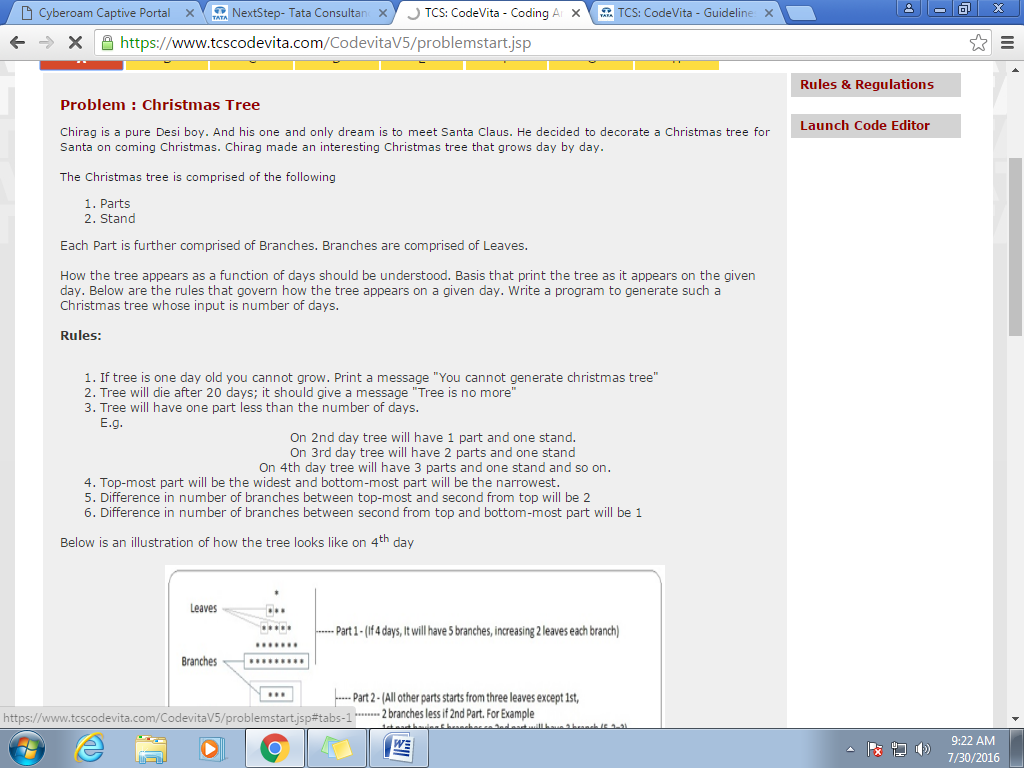 Cyberoam Captive Portal
NextStep- Tata Consultan
TCS: CodeVita - Coding A
TCS: CodeVita - Guideline
https://www.tcscodevita.com/CodevitaV5/problemstart.jsp
Rules & Regulations
Launch Code Editor
Problem : Christmas Tree
Chirag is a pure Desi boy. And his one and only dream is to meet Santa Claus. He decided to decorate a Christmas tree for
Santa on coming Christmas. Chirag made an interesting Christmas tree that grows day by day.
The Christmas tree is comprised of the following
1. Parts
2. Stand
Each Part is further comprised of Branches. Branches are comprised of Leaves.
How the tree appears as a function of days should be understood. Basis that print the tree as it appears on the given
day. Below are the rules that govern how the tree appears on a given day. Write a program to generate such a
Christmas tree whose input is number of days.
Rules:
1. If tree is one day old you cannot grow. Print a message "You cannot generate christmas tree"
2. Tree will die after 20 days; it should give a message "Tree is no more"
3. Tree will have one part less than the number of days.
E.g.
On 2nd day tree will have 1 part and one stand.
On 3rd day tree will have 2 parts and one stand
On 4th day tree will have 3 parts and one stand and so on.
4. Top-most part will be the widest and bottom-most part will be the narrowest.
5. Difference in number of branches between top-most and second from top will be 2
6. Difference in number of branches between second from top and bottom-most part will be 1
Below is an illustration of how the tree looks like on 4th day
Leaves
----- Part 1 - (If 4 days, It will have 5 branches, increasing 2 leaves each branch)
Branches
----- Part 2 - (All other parts starts from three leaves except 1st,
-------- 2 branches less if 2nd Part. For Example
1st part having 5 branches so 2nd part will have 3 branch (5-2=3)
https://www.tcscodevita.com/CodevitaV5/problemstart.jsp#tabs-1
9:22 AM
7/30/2016